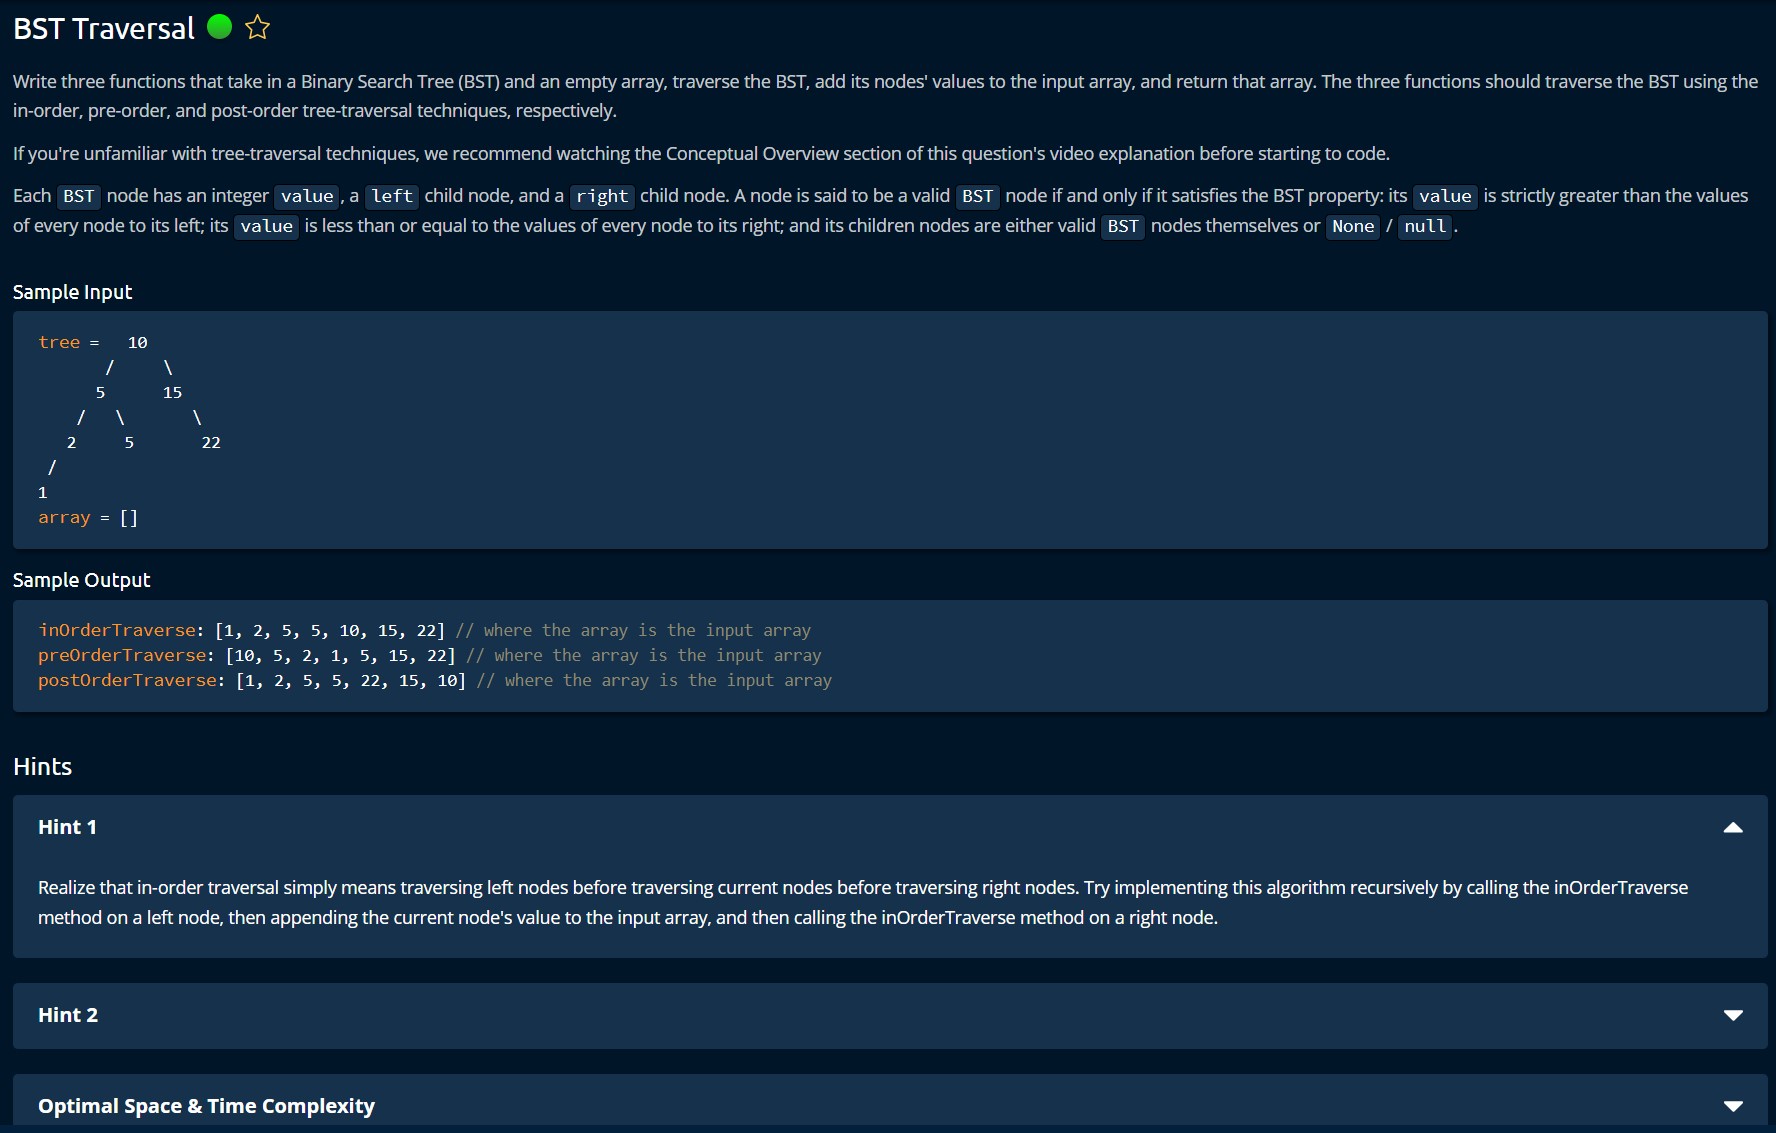 BST Traversal
Write three functions that take in a Binary Search Tree (BST) and an empty array, traverse the BST, add its nodes' values to the input array, and return that array. The three functions should traverse the BST using the
in-order, pre-order, and post-order tree-traversal techniques, respectively.
If you're unfamiliar with tree-traversal techniques, we recommend watching the Conceptual Overview section of this question's video explanation before starting to code.
Each BST node has an integer value, a left child node, and a right child node. A node is said to be a valid BST node if and only if it satisfies the BST property: its value is strictly greater than the values
of every node to its left; its value is less than or equal to the values of every node to its right; and its children nodes are either valid BST nodes themselves or None / null.
Sample Input
tree =   10
       /     \
      5      15
    /   \       \
   2     5       22
 /
1
array = []
Sample Output
inOrderTraverse: [1, 2, 5, 5, 10, 15, 22] // where the array is the input array
preOrderTraverse: [10, 5, 2, 1, 5, 15, 22] // where the array is the input array
postOrderTraverse: [1, 2, 5, 5, 22, 15, 10] // where the array is the input array
Hints
Hint 1
Realize that in-order traversal simply means traversing left nodes before traversing current nodes before traversing right nodes. Try implementing this algorithm recursively by calling the inOrderTraverse
method on a left node, then appending the current node's value to the input array, and then calling the inOrderTraverse method on a right node.
Hint 2
Optimal Space & Time Complexity